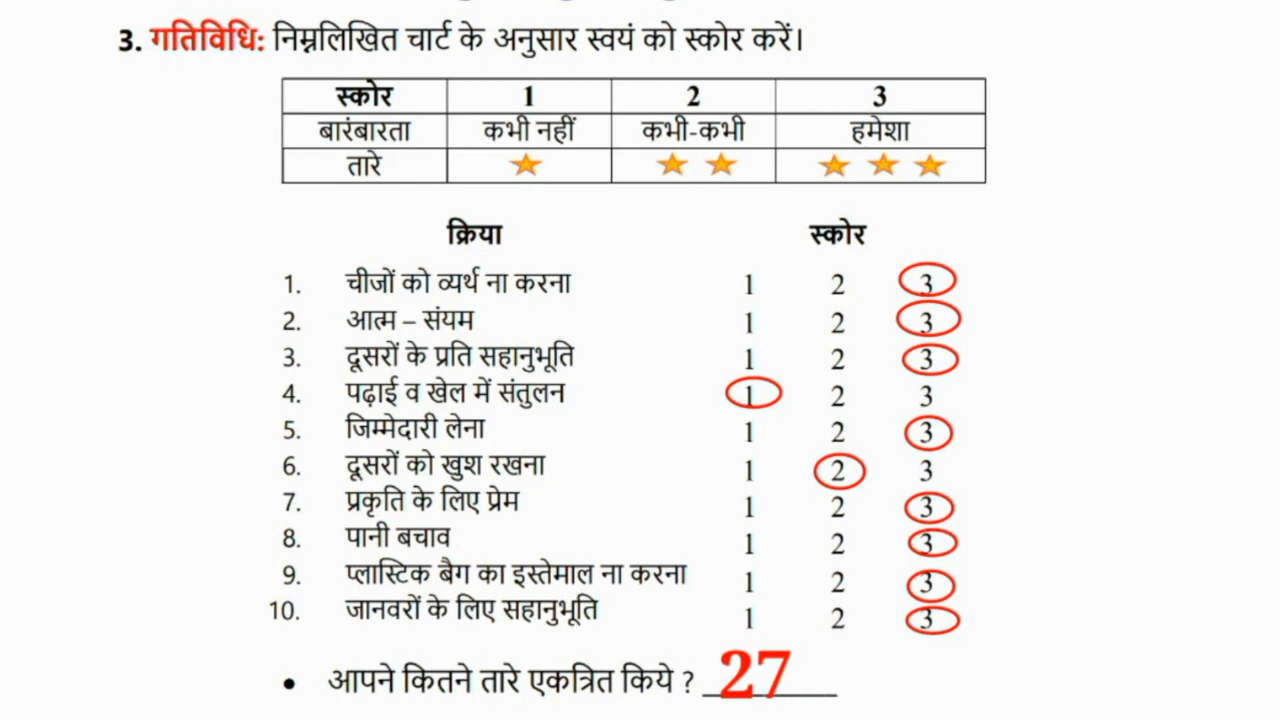 3. गतिविधि: निम्नलिखित चार्ट के अनुसार स्वयं को स्कोर करें।
स्कोर 1 2 3
बारंबारता कभी नहीं कभी-कभी हमेशा
तारे
क्रिया स्कोर
1. चीजों को व्यर्थ ना करना 1 2 3
2. आत्म – संयम 1 2 3
3. दूसरों के प्रति सहानुभूति 1 2 3
4. पढ़ाई व खेल में संतुलन 1 2 3
5. जिम्मेदारी लेना 1 2 3
6. दूसरों को खुश रखना 1 2 3
7. प्रकृति के लिए प्रेम 1 2 3
8. पानी बचाव 1 2 3
9. प्लास्टिक बैग का इस्तेमाल ना करना 1 2 3
10. जानवरों के लिए सहानुभूति 1 2 3
• आपने कितने तारे एकत्रित किये ? 27